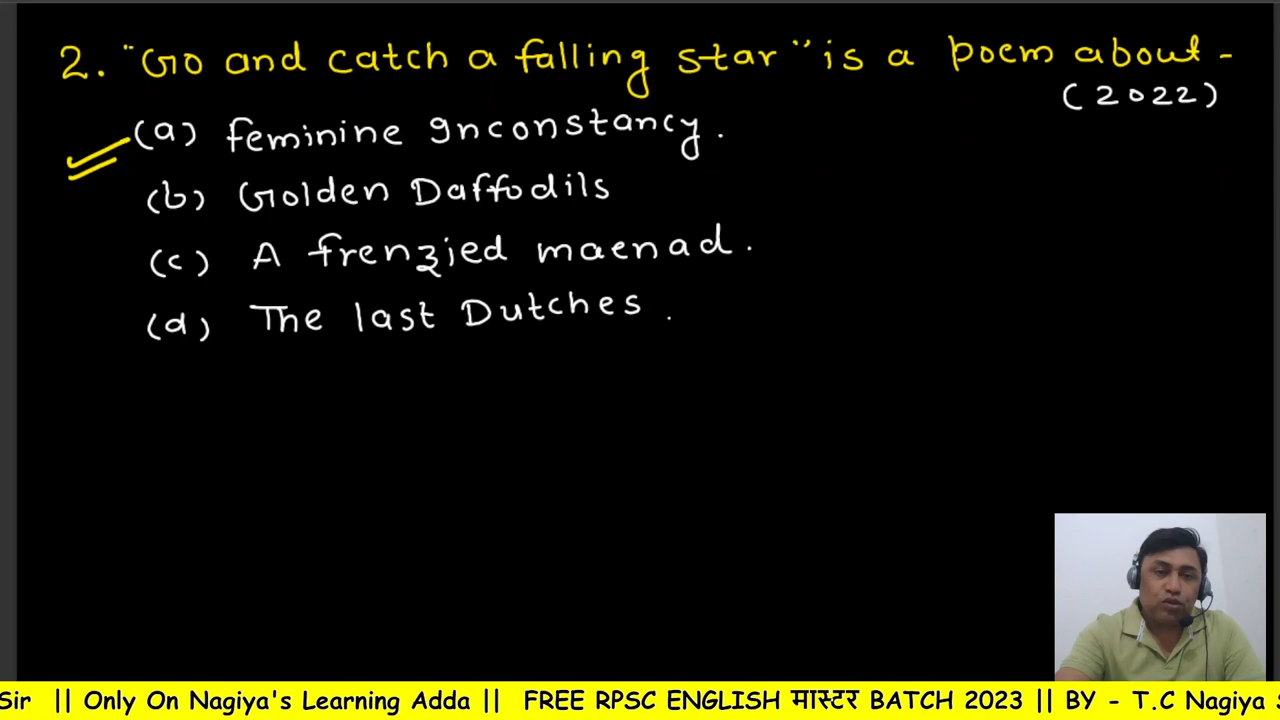 2. "Go and catch a falling star" is a poem about -
(2022)
(a) feminine Inconstancy.
(b) Golden Daffodils
(c) A frenzied maenad.
(d) The last Dutches.
Sir || Only On Nagiya's Learning Adda || FREE RPSC ENGLISH मास्टर BATCH 2023 || BY - T.C Nagiya S